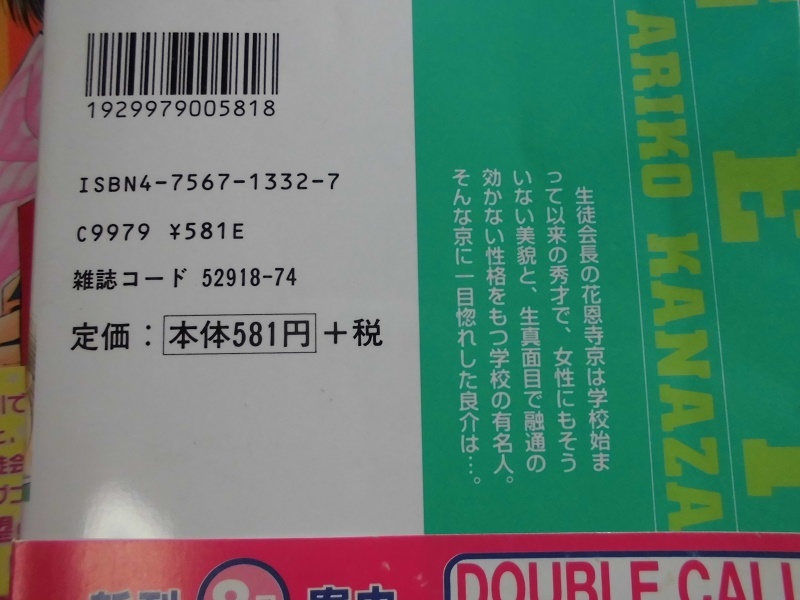 1929979005818
ISBN4-7567-1332-7
C9979 ¥581E
雑誌コード 52918-74
定価：本体581円＋税
生徒会長の花恩寺京は学校始ま
って以来の秀才で、女性にもそう
いない美貌と、生真面目で融通の
効かない性格をもつ学校の有名人。
そんな京に一目惚れした良介は…。
ARIKO KANAZA
E
I
DOUBLE CALL